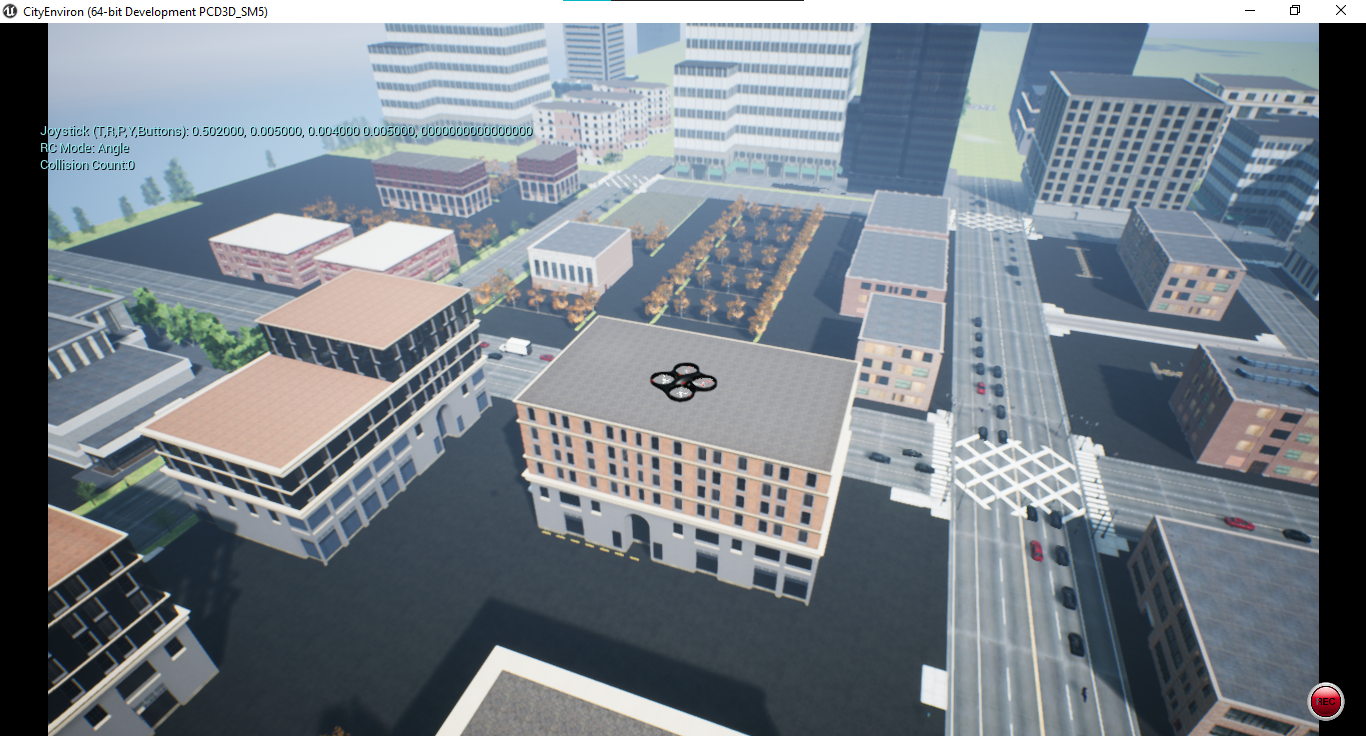 CityEnviron (64-bit Development PCD3D_SM5)
Joystick (T,R,P,Y,Buttons): 0.502000, 0.005000, 0.004000 0.005000, 0000000000000000
RC Mode: Angle
Collision Count:0
REC